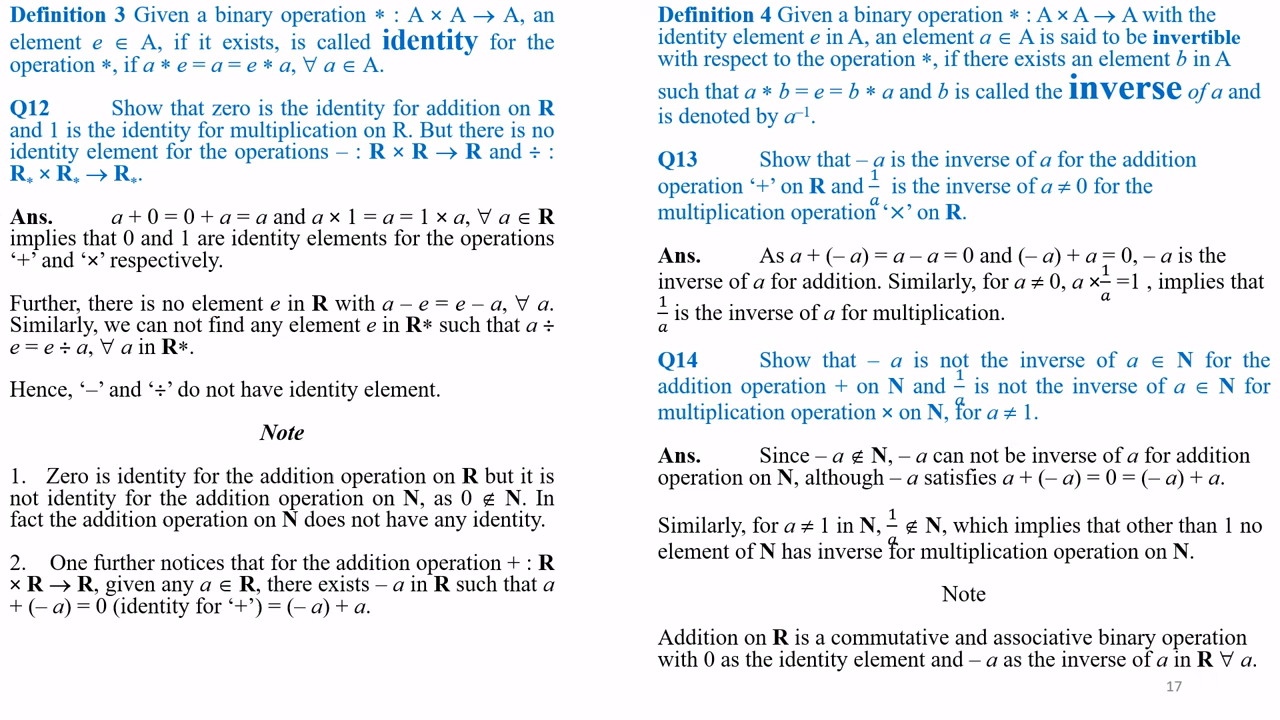 Definition 3 Given a binary operation ∗ : A × A → A, an
element e ∈ A, if it exists, is called identity for the
operation ∗, if a ∗ e = a = e ∗ a, ∀ a ∈ A.
Q12 Show that zero is the identity for addition on R
and 1 is the identity for multiplication on R. But there is no
identity element for the operations – : R × R → R and ÷ :
R∗ × R∗ → R∗.
Ans. a + 0 = 0 + a = a and a × 1 = a = 1 × a, ∀ a ∈ R
implies that 0 and 1 are identity elements for the operations
‘+’ and ‘×’ respectively.
Further, there is no element e in R with a – e = e – a, ∀ a.
Similarly, we can not find any element e in R∗ such that a ÷
e = e ÷ a, ∀ a in R∗.
Hence, ‘–’ and ‘÷’ do not have identity element.
Note
1. Zero is identity for the addition operation on R but it is
not identity for the addition operation on N, as 0 ∉ N. In
fact the addition operation on N does not have any identity.
2. One further notices that for the addition operation + : R
× R → R, given any a ∈ R, there exists – a in R such that a
+ (– a) = 0 (identity for ‘+’) = (– a) + a.
Definition 4 Given a binary operation ∗ : A × A → A with the
identity element e in A, an element a ∈ A is said to be invertible
with respect to the operation ∗, if there exists an element b in A
such that a ∗ b = e = b ∗ a and b is called the inverse of a and
is denoted by a⁻¹.
Q13 Show that – a is the inverse of a for the addition
operation ‘+’ on R and 1/a is the inverse of a ≠ 0 for the
multiplication operation ‘×’ on R.
Ans. As a + (– a) = a – a = 0 and (– a) + a = 0, – a is the
inverse of a for addition. Similarly, for a ≠ 0, a ×1/a =1 , implies that
1/a is the inverse of a for multiplication.
Q14 Show that – a is not the inverse of a ∈ N for the
addition operation + on N and 1/a is not the inverse of a ∈ N for
multiplication operation × on N, for a ≠ 1.
Ans. Since – a ∉ N, – a can not be inverse of a for addition
operation on N, although – a satisfies a + (– a) = 0 = (– a) + a.
Similarly, for a ≠ 1 in N, 1/a ∉ N, which implies that other than 1 no
element of N has inverse for multiplication operation on N.
Note
Addition on R is a commutative and associative binary operation
with 0 as the identity element and – a as the inverse of a in R ∀ a.
17